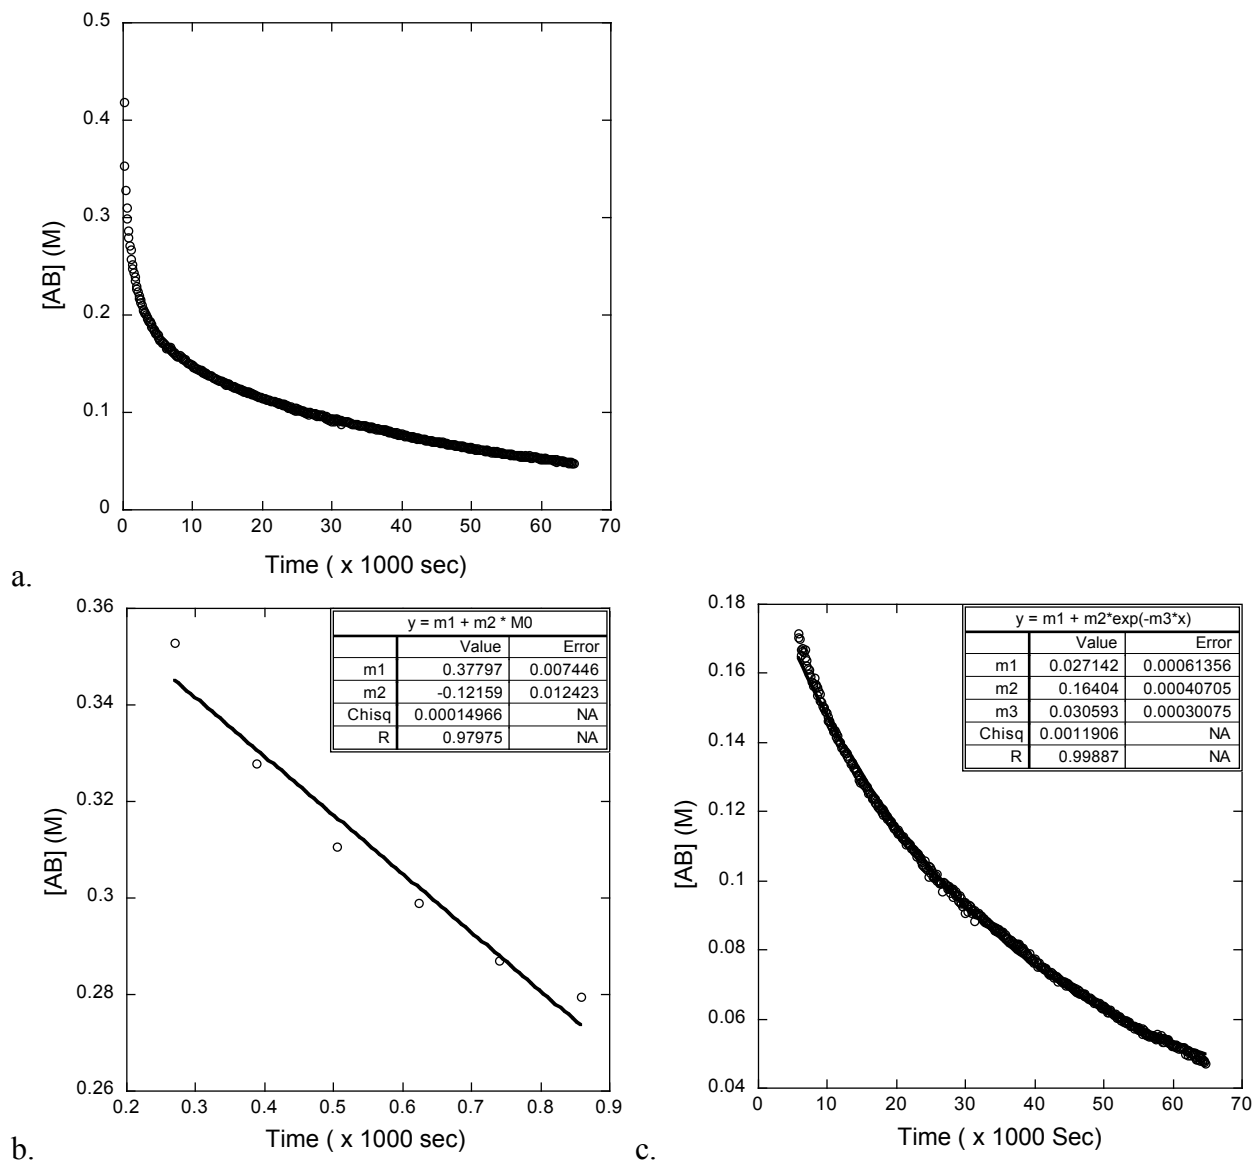 0.5
0.4
0.3
0.2
0.1
0
[AB] (M)
0 10 20 30 40 50 60 70
Time ( x 1000 sec)
a.
0.36
0.34
0.32
0.3
0.28
0.26
[AB] (M)
y = m1 + m2 * M0
Value Error
m1 0.37797 0.007446
m2 -0.12159 0.012423
Chisq 0.00014966 NA
R 0.97975 NA
0.2 0.3 0.4 0.5 0.6 0.7 0.8 0.9
Time ( x 1000 sec)
b.
0.18
0.16
0.14
0.12
0.1
0.08
0.06
0.04
[AB] (M)
y = m1 + m2*exp(-m3*x)
Value Error
m1 0.027142 0.00061356
m2 0.16404 0.00040705
m3 0.030593 0.00030075
Chisq 0.0011906 NA
R 0.99887 NA
0 10 20 30 40 50 60 70
Time ( x 1000 Sec)
c.